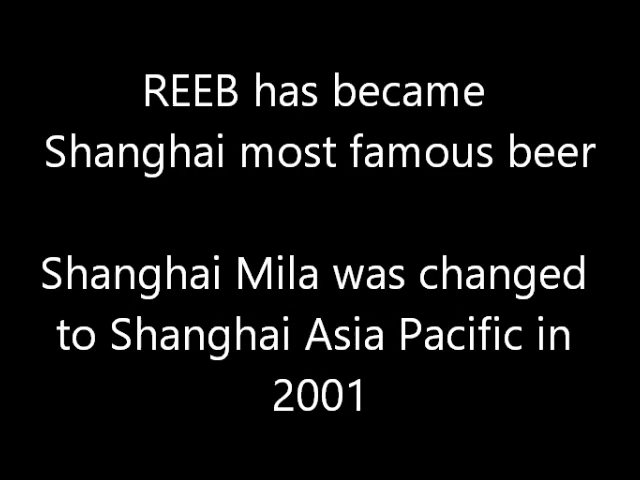 REEB has became
Shanghai most famous beer
Shanghai Mila was changed
to Shanghai Asia Pacific in
2001